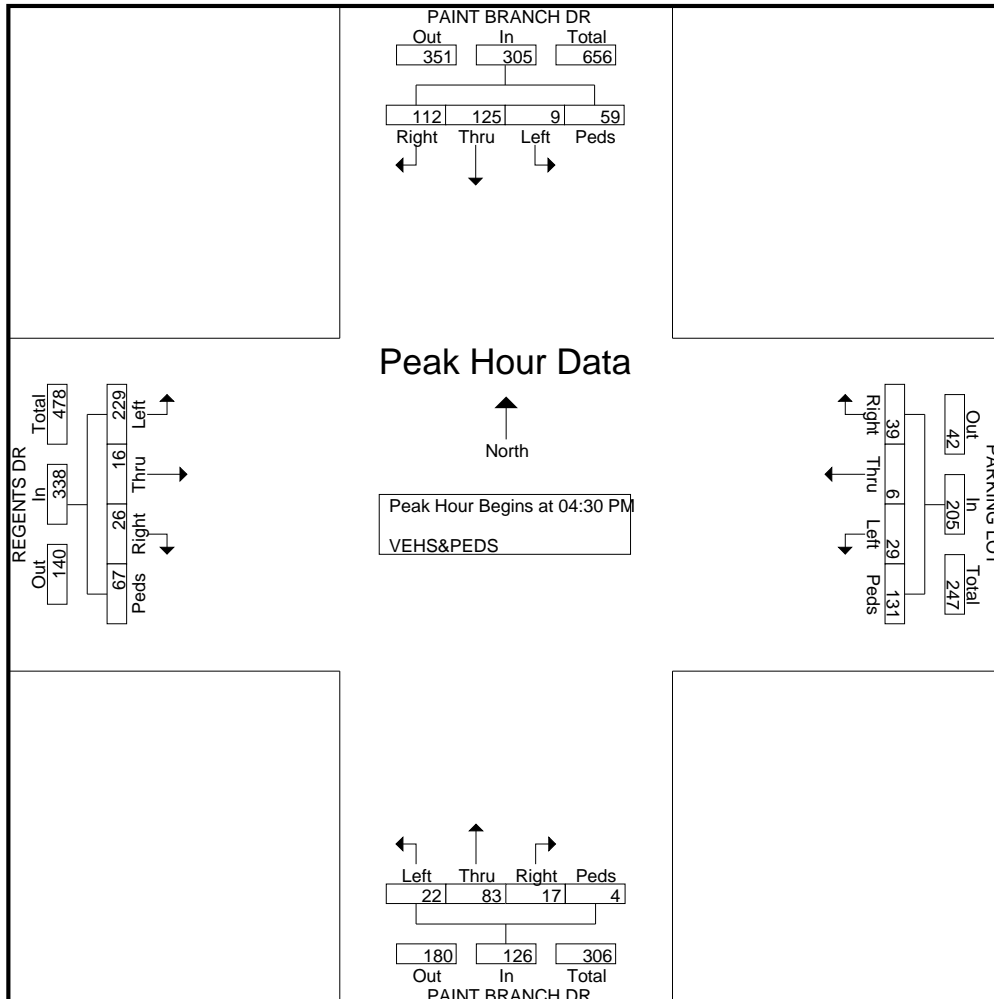 PAINT BRANCH DR
Out In Total
351 305 656
112 125 9 59
Right Thru Left Peds
Peak Hour Data
North
Peak Hour Begins at 04:30 PM
VEHS&PEDS
REGENTS DR
Total In Out
478 338 140
229 16 26 67
Left Thru Right Peds
PARKING LOT
Out In Total
42 205 247
39 6 29 131
Right Thru Left Peds
Left Thru Right Peds
22 83 17 4
180 126 306
Out In Total
PAINT BRANCH DR